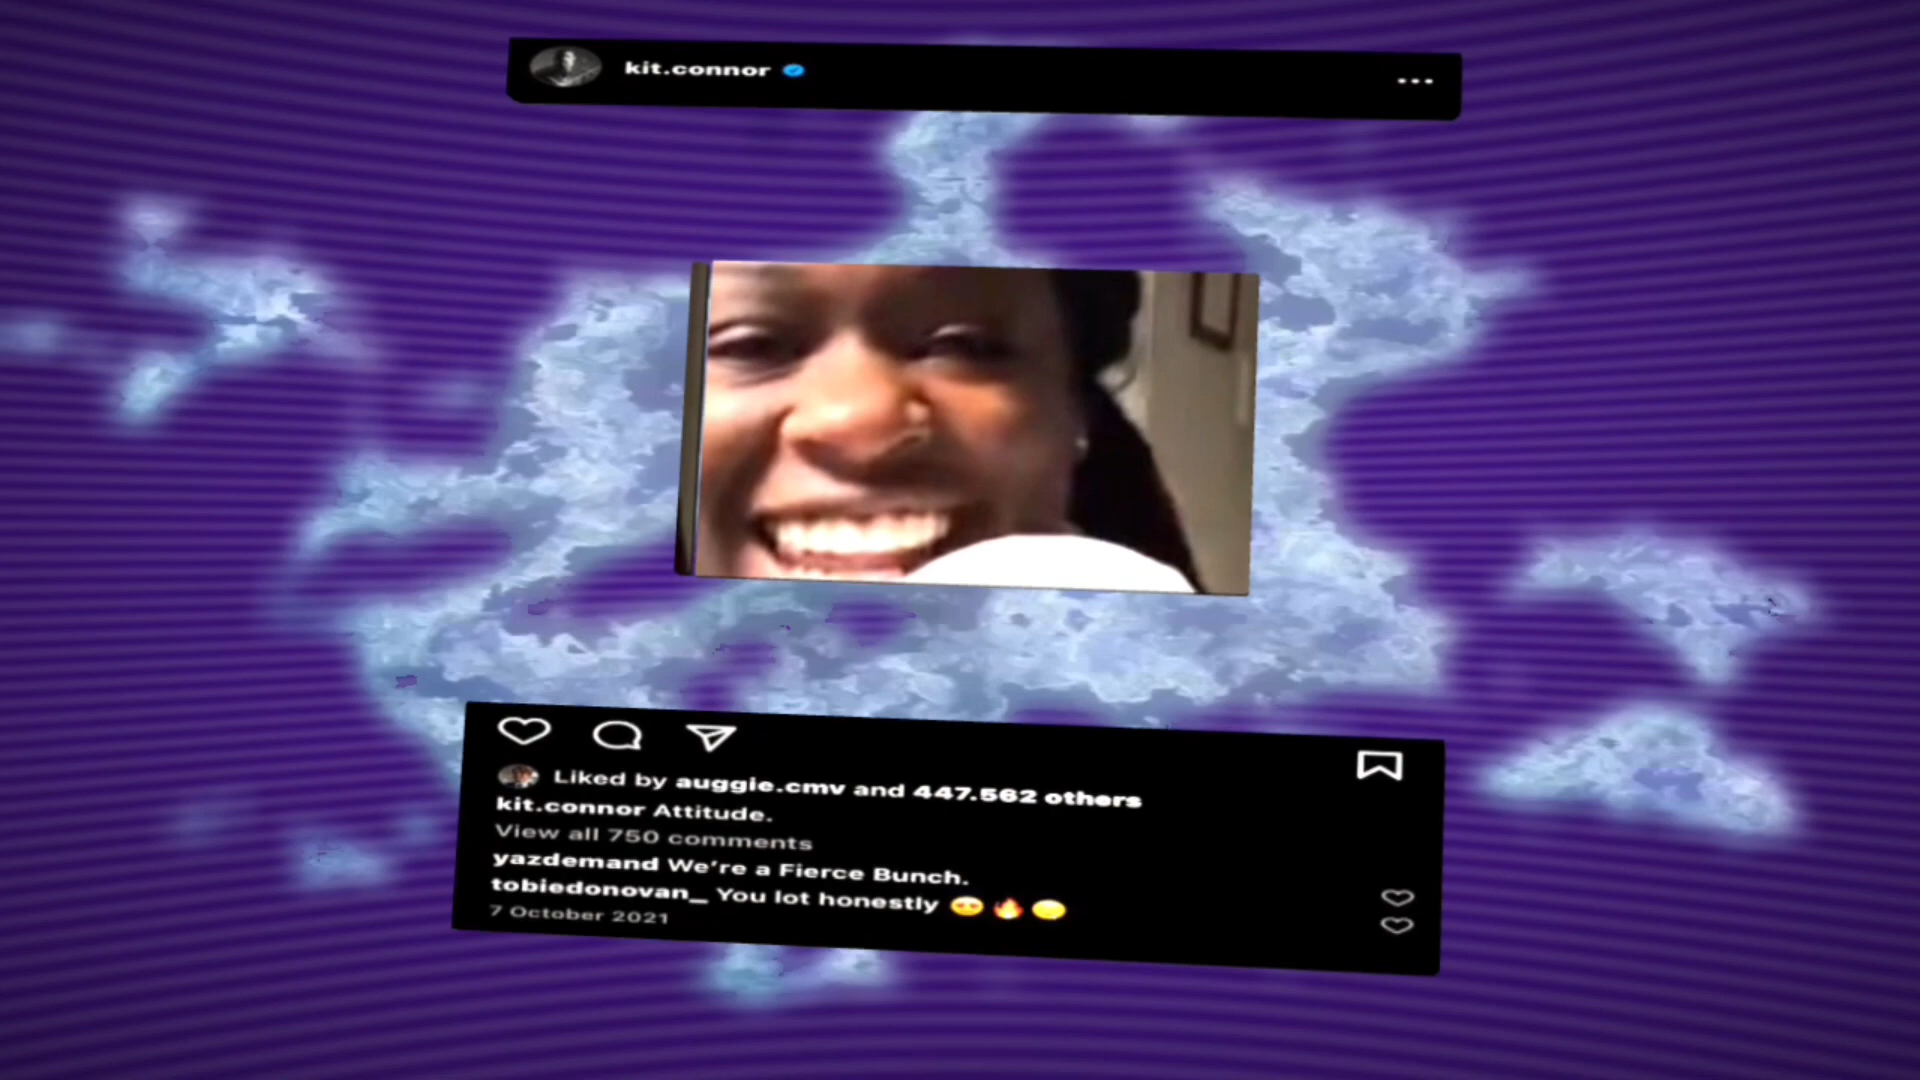 kit.connor
Liked by auggie.cmv and 447.562 others
kit.connor Attitude.
View all 750 comments
yazdemand We're a Fierce Bunch.
tobiedonovan_ You lot honestly
7 October 2021